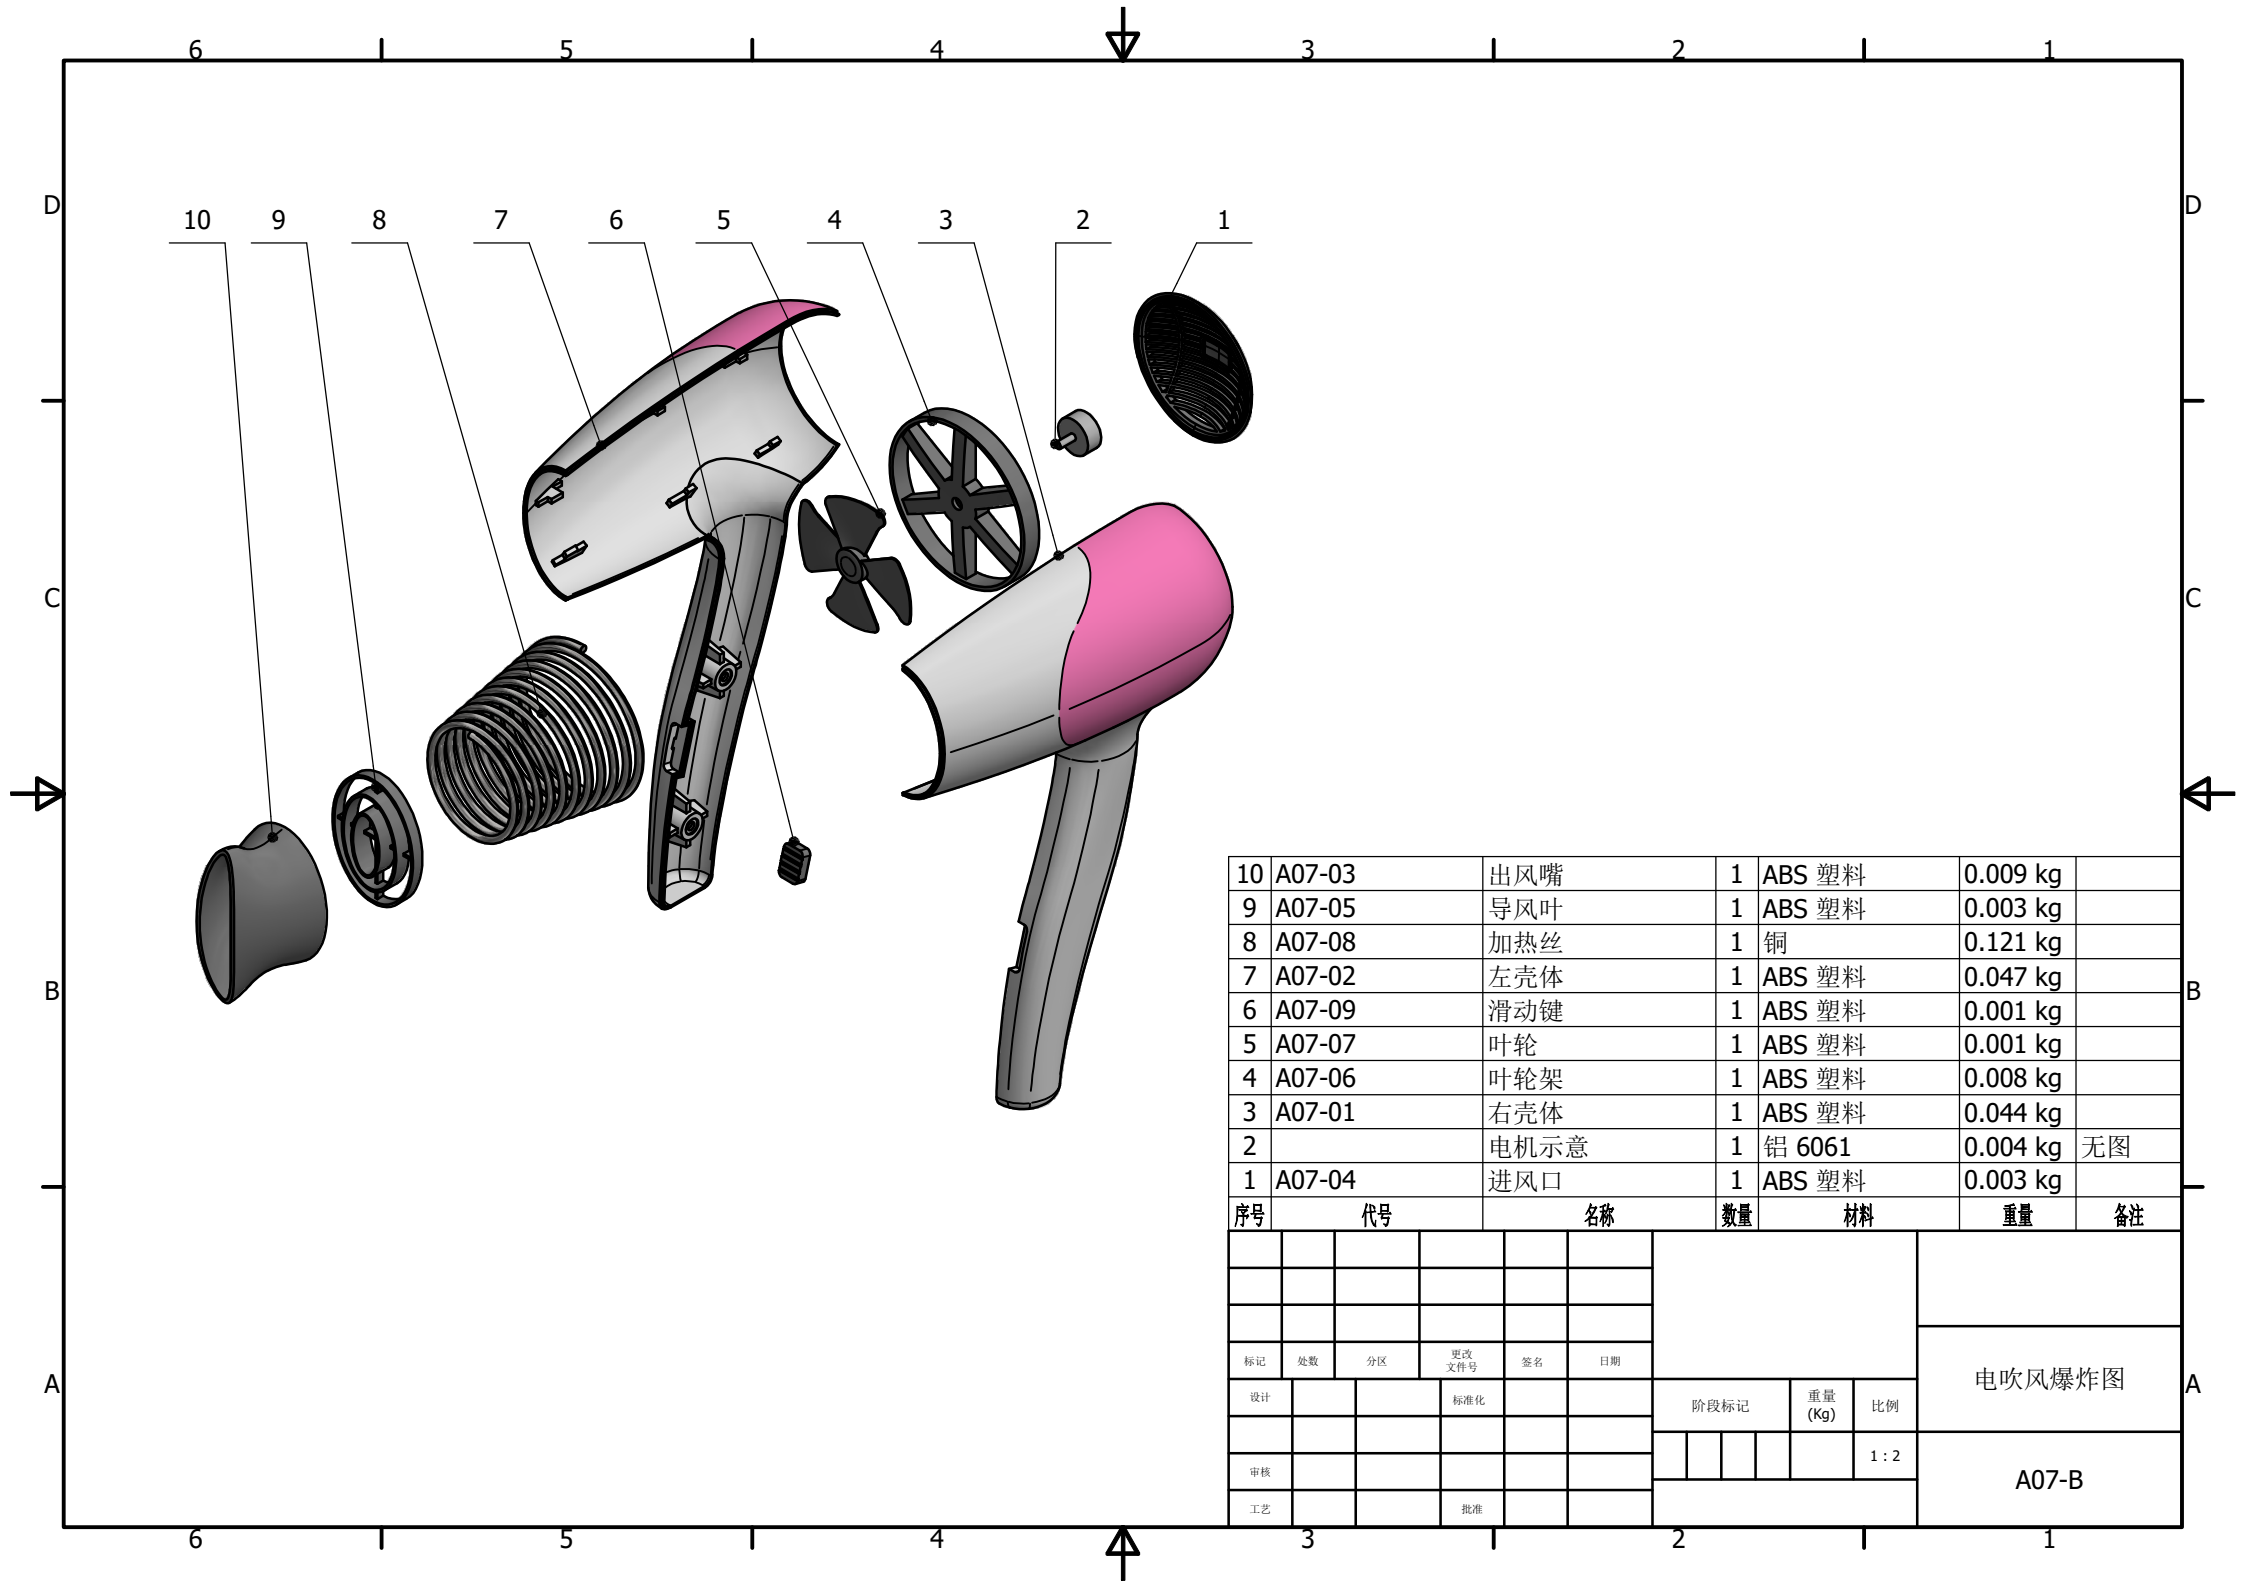 6 5 4 3 2 1
D D
10 9 8 7 6 5 4 3 2 1
C C
B B
10 A07-03 出风嘴 1 ABS 塑料 0.009 kg
9 A07-05 导风叶 1 ABS 塑料 0.003 kg
8 A07-08 加热丝 1 铜 0.121 kg
7 A07-02 左壳体 1 ABS 塑料 0.047 kg
6 A07-09 滑动键 1 ABS 塑料 0.001 kg
5 A07-07 叶轮 1 ABS 塑料 0.001 kg
4 A07-06 叶轮架 1 ABS 塑料 0.008 kg
3 A07-01 右壳体 1 ABS 塑料 0.044 kg
2 电机示意 1 铝 6061 0.004 kg 无图
1 A07-04 进风口 1 ABS 塑料 0.003 kg
序号 代号 名称 数量 材料 重量 备注
标记 处数 分区 更改文件号 签名 日期
A 电吹风爆炸图 A
设计 标准化 阶段标记 重量(Kg) 比例
1 : 2
审核 A07-B
工艺 批准
6 5 4 3 2 1